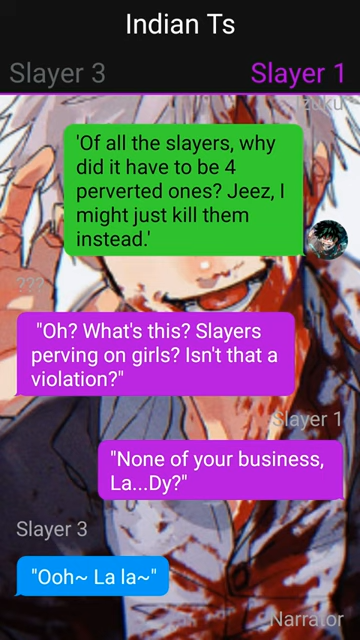 Indian Ts
Slayer 3
Slayer 1
Izuku
'Of all the slayers, why
did it have to be 4
perverted ones? Jeez, I
might just kill them
instead.'
???
"Oh? What's this? Slayers
perving on girls? Isn't that a
violation?"
Slayer 1
"None of your business,
La...Dy?"
Slayer 3
"Ooh~ La la~"
Narrator